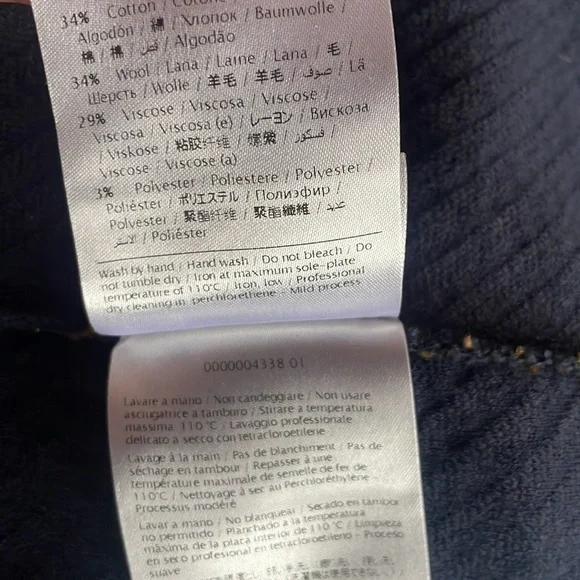 34% Cotton / Cotone
Algodón / 綿 / Хлопок / Baumwolle /
棉 / 棉 / قطن / Algodão
34% Wool / Lana / Laine / Lana / 毛 /
Шерсть / Wolle / 羊毛 / 羊毛 / صوف / Lã
29% Viscose / Viscosa / Viscose /
Viscosa / Viscosa (e) / レーヨン / Вискоза
/ Viskose / 粘胶纤维 / 嫘縈 / فسكوز /
Viscose / Viscose (a)
3% Polyester / Poliestere / Polyester /
Poliéster / ポリエステル / Полиэфир /
Polyester / 聚酯纤维 / 聚酯纖維 /
/ Poliéster
Wash by hand / Hand wash / Do not bleach / Do
not tumble dry / Iron at maximum sole-plate
temperature of 110°C / Iron, low / Professional
dry cleaning in perchlorethene - Mild process
0000004338 01
Lavare a mano / Non candeggiare / Non usare
asciugatrice a tamburo / Stirare a temperatura
massima 110°C / Lavaggio professionale
delicato a secco con tetracloroetilene
Lavage à la main / Pas de blanchiment / Pas de
séchage en tambour / Repasser à une
température maximale de semelle de fer de
110°C / Nettoyage à sec au Perchloréthylène -
Processus modéré
Lavar a mano / No blanquear / Secado en tambor
no permitido / Planchado a la temperatura
máxima de la placa interior de 110°C / Limpieza
en seco profesional en tetracloroetileno -
suave